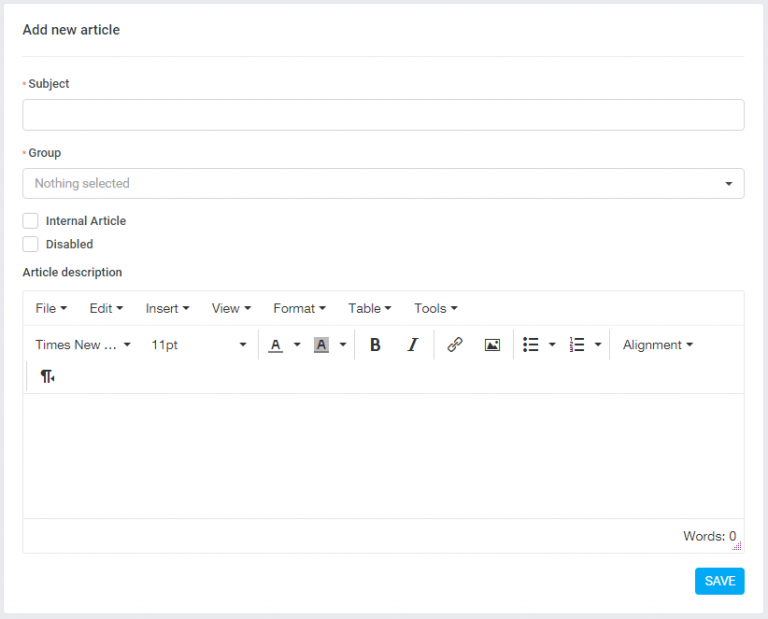 Add new article
* Subject
* Group
Nothing selected
Internal Article
Disabled
Article description
File Edit Insert View Format Table Tools
Times New ... 11pt A A B I Alignment
Words: 0
SAVE